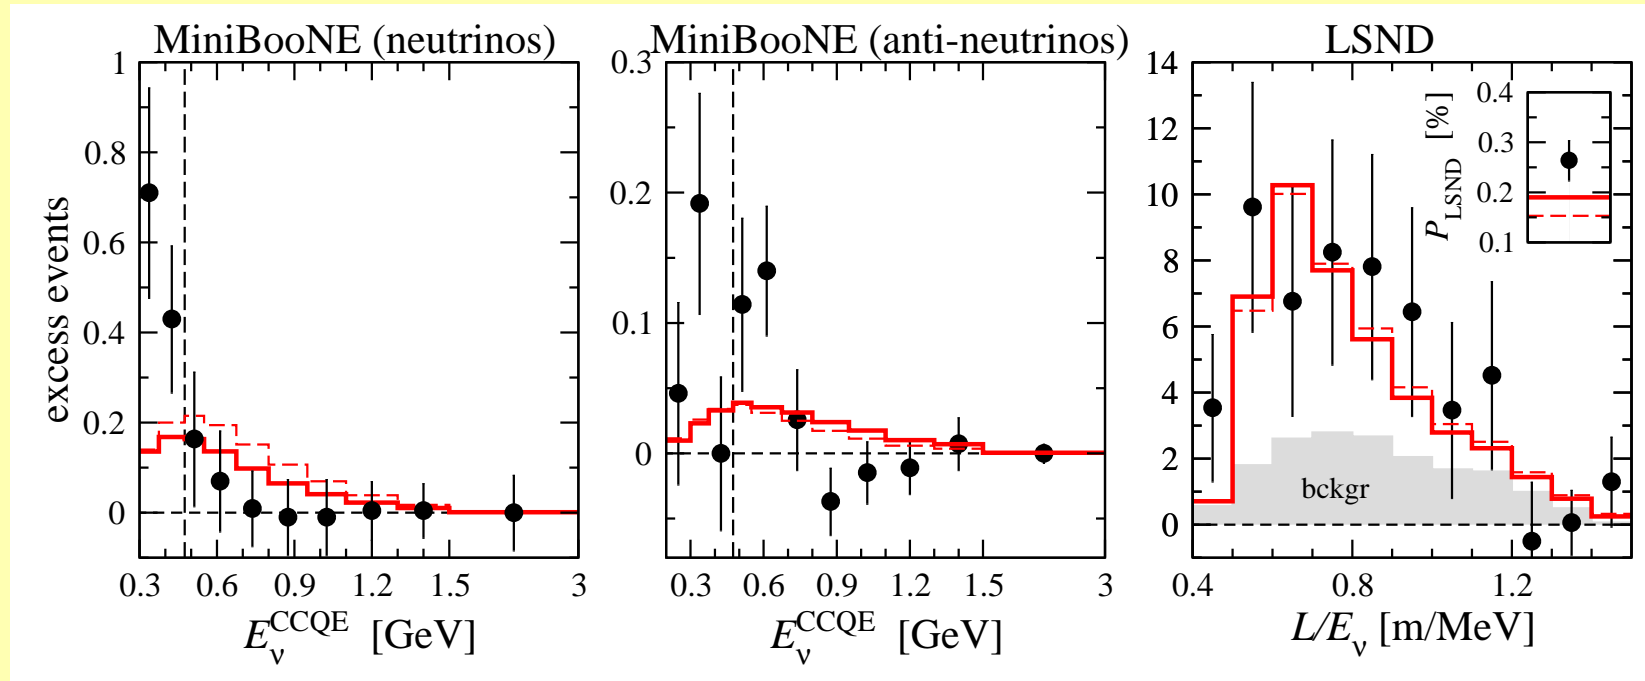 MiniBooNE (neutrinos)
excess events
1
0.8
0.6
0.4
0.2
0
0.3 0.6 0.9 1.2 1.5 3
E_ν^CCQE [GeV]
MiniBooNE (anti-neutrinos)
0.3
0.2
0.1
0
0.3 0.6 0.9 1.2 1.5 3
E_ν^CCQE [GeV]
LSND
14
12
10
8
6
4
2
0
bckgr
P_LSND [%]
0.4
0.3
0.2
0.1
0.4 0.8 1.2
L/E_ν [m/MeV]